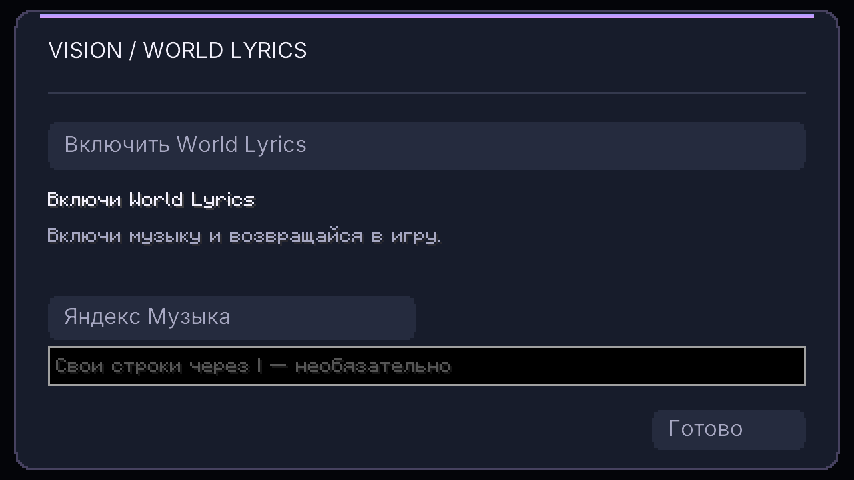 VISION / WORLD LYRICS
Включить World Lyrics
Включи World Lyrics
Включи музыку и возвращайся в игру.
Яндекс Музыка
Свои строки через | — необязательно
Готово